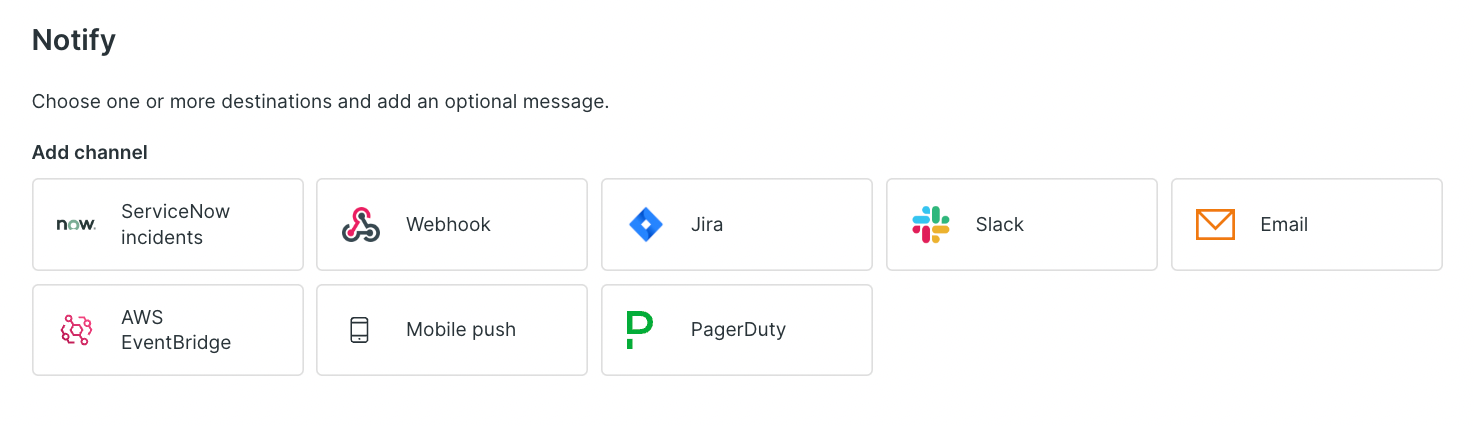 Notify
Choose one or more destinations and add an optional message.
Add channel
now.
ServiceNow
incidents
Webhook
Jira
Slack
Email
AWS
EventBridge
Mobile push
P
PagerDuty